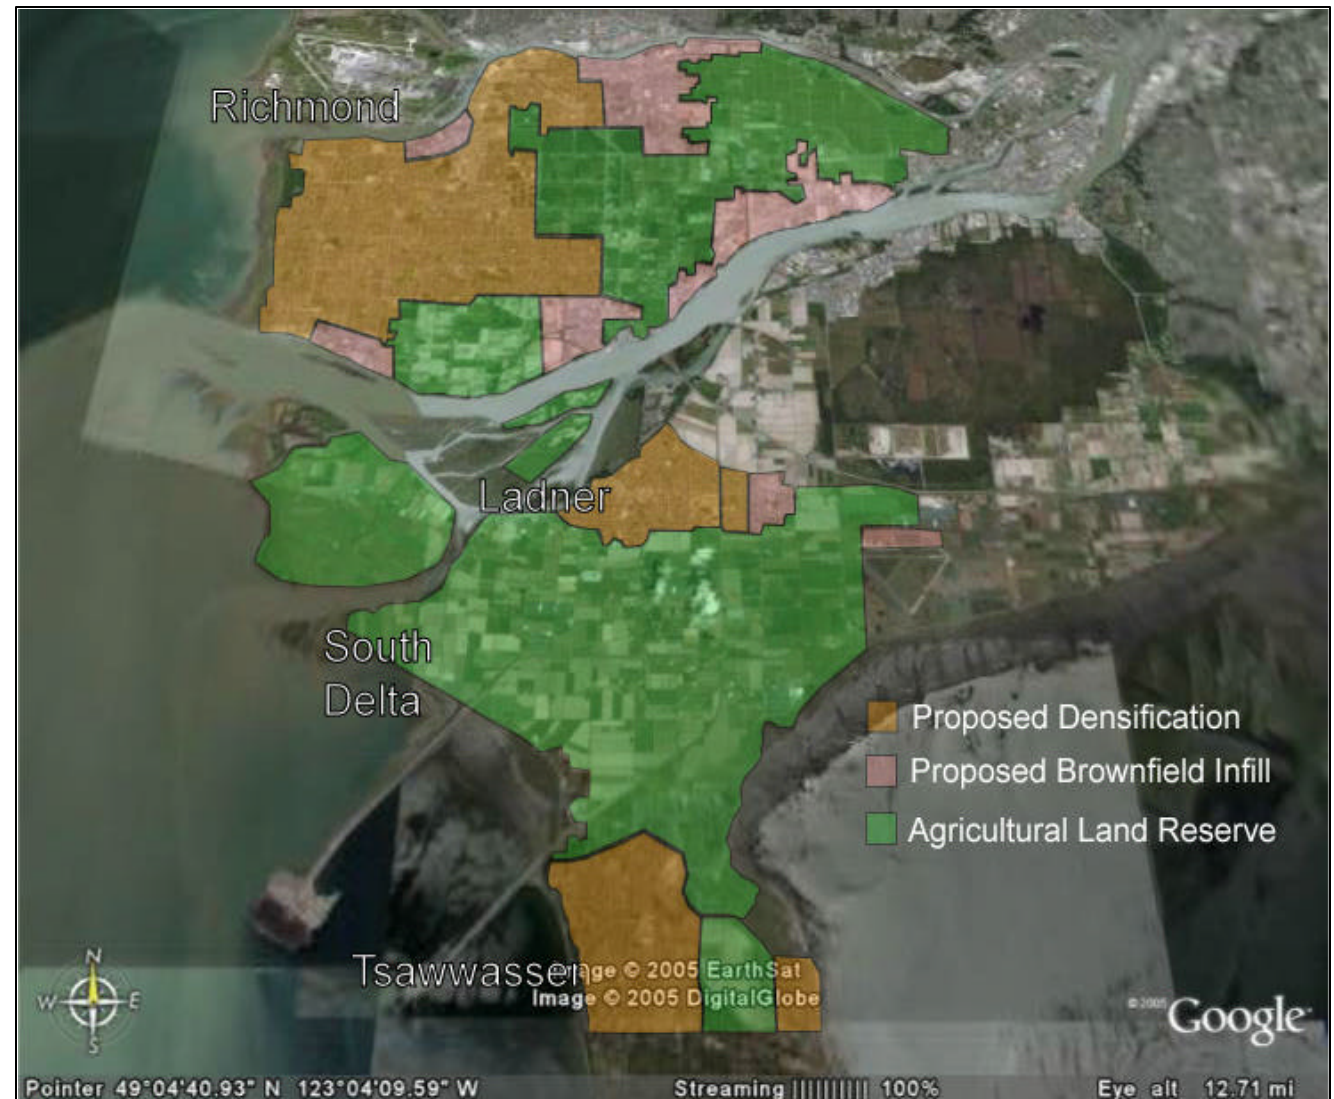 Richmond
Ladner
South
Delta
Proposed Densification
Proposed Brownfield Infill
Agricultural Land Reserve
Tsawwassen
Image © 2005 EarthSat
Image © 2005 DigitalGlobe
N
W E
S
© 2005 Google
Pointer 49°04'40.93" N 123°04'09.59" W Streaming |||||||||| 100% Eye alt 12.71 mi